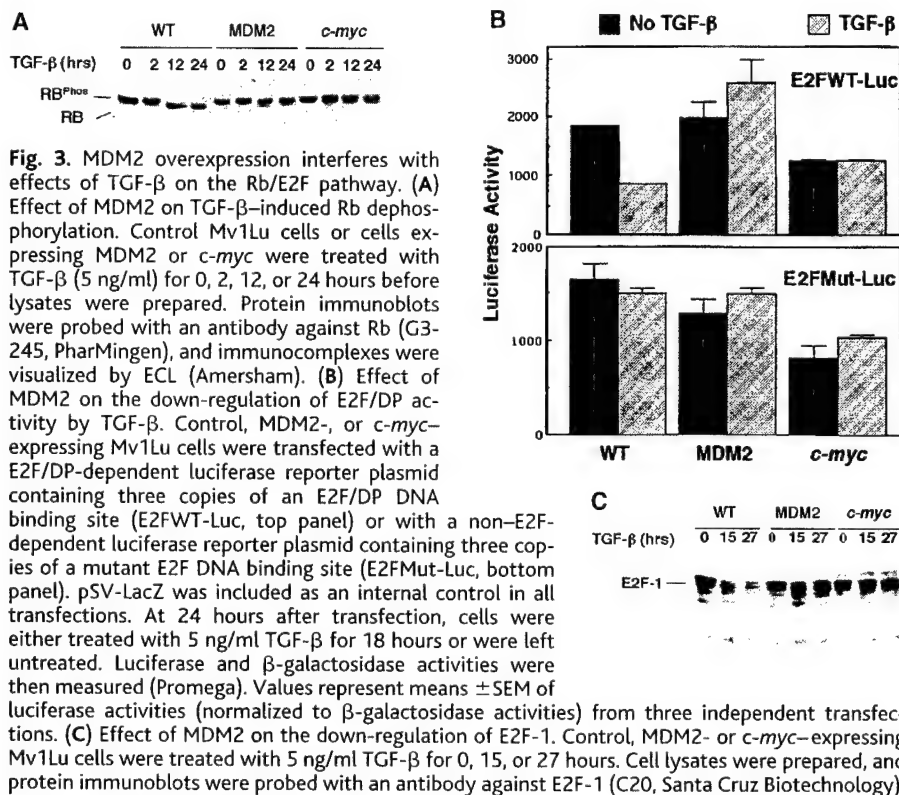 A
WT MDM2 c-myc
TGF-β (hrs) 0 2 12 24 0 2 12 24 0 2 12 24
RBPhos
RB
B
No TGF-β TGF-β
3000
2000
1000
0
E2FWT-Luc
Luciferase Activity
2000
1000
0
E2FMut-Luc
WT MDM2 c-myc
Fig. 3. MDM2 overexpression interferes with
effects of TGF-β on the Rb/E2F pathway. (A)
Effect of MDM2 on TGF-β–induced Rb dephos-
phorylation. Control Mv1Lu cells or cells ex-
pressing MDM2 or c-myc were treated with
TGF-β (5 ng/ml) for 0, 2, 12, or 24 hours before
lysates were prepared. Protein immunoblots
were probed with an antibody against Rb (G3-
245, PharMingen), and immunocomplexes were
visualized by ECL (Amersham). (B) Effect of
MDM2 on the down-regulation of E2F/DP ac-
tivity by TGF-β. Control, MDM2-, or c-myc–
expressing Mv1Lu cells were transfected with a
E2F/DP-dependent luciferase reporter plasmid
containing three copies of an E2F/DP DNA
binding site (E2FWT-Luc, top panel) or with a non–E2F-
dependent luciferase reporter plasmid containing three cop-
ies of a mutant E2F DNA binding site (E2FMut-Luc, bottom
panel). pSV-LacZ was included as an internal control in all
transfections. At 24 hours after transfection, cells were
either treated with 5 ng/ml TGF-β for 18 hours or were left
untreated. Luciferase and β-galactosidase activities were
then measured (Promega). Values represent means ±SEM of
luciferase activities (normalized to β-galactosidase activities) from three independent transfec-
tions. (C) Effect of MDM2 on the down-regulation of E2F-1. Control, MDM2- or c-myc–expressing
Mv1Lu cells were treated with 5 ng/ml TGF-β for 0, 15, or 27 hours. Cell lysates were prepared, and
protein immunoblots were probed with an antibody against E2F-1 (C20, Santa Cruz Biotechnology)
C
WT MDM2 c-myc
TGF-β (hrs) 0 15 27 0 15 27 0 15 27
E2F-1